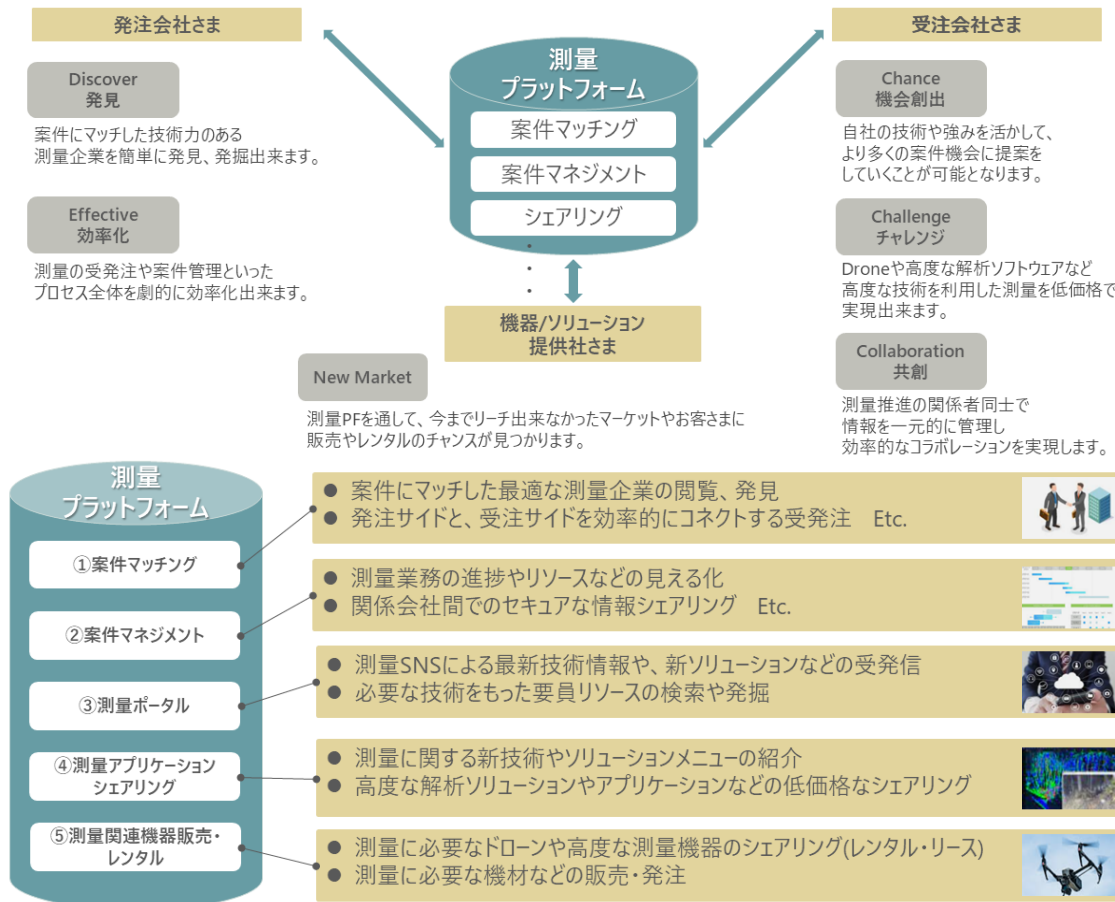 発注会社さま
受注会社さま
測量
プラットフォーム
案件マッチング
案件マネジメント
シェアリング
・
・
・
Discover
発見
案件にマッチした技術力のある
測量企業を簡単に発見、発掘出来ます。
Effective
効率化
測量の受発注や案件管理といった
プロセス全体を劇的に効率化出来ます。
Chance
機会創出
自社の技術や強みを活かして、
より多くの案件機会に提案を
していくことが可能となります。
Challenge
チャレンジ
Droneや高度な解析ソフトウェアなど
高度な技術を利用した測量を低価格で
実現出来ます。
Collaboration
共創
測量推進の関係者同士で
情報を一元的に管理し
効率的なコラボレーションを実現します。
機器/ソリューション
提供社さま
New Market
測量PFを通して、今までリーチ出来なかったマーケットやお客さまに
販売やレンタルのチャンスが見つかります。
測量
プラットフォーム
①案件マッチング
● 案件にマッチした最適な測量企業の閲覧、発見
● 発注サイドと、受注サイドを効率的にコネクトする受発注　Etc.
②案件マネジメント
● 測量業務の進捗やリソースなどの見える化
● 関係会社間でのセキュアな情報シェアリング　Etc.
③測量ポータル
● 測量SNSによる最新技術情報や、新ソリューションなどの受発信
● 必要な技術をもった要員リソースの検索や発掘
④測量アプリケーション
シェアリング
● 測量に関する新技術やソリューションメニューの紹介
● 高度な解析ソリューションやアプリケーションなどの低価格なシェアリング
⑤測量関連機器販売・
レンタル
● 測量に必要なドローンや高度な測量機器のシェアリング(レンタル・リース)
● 測量に必要な機材などの販売・発注